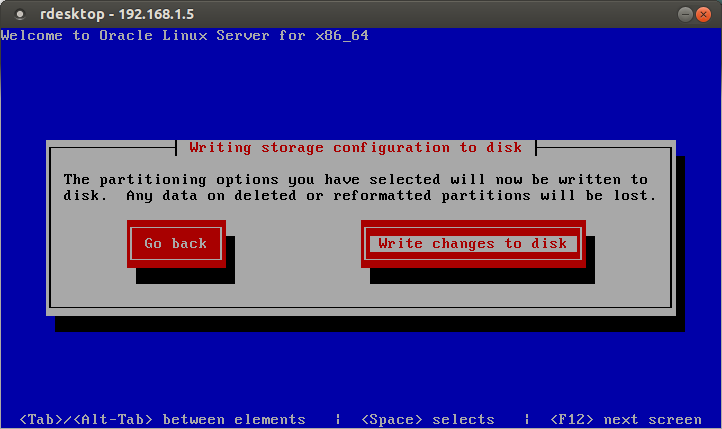 rdesktop - 192.168.1.5
Welcome to Oracle Linux Server for x86_64
Writing storage configuration to disk
The partitioning options you have selected will now be written to
disk.  Any data on deleted or reformatted partitions will be lost.
Go back
Write changes to disk
<Tab>/<Alt-Tab> between elements   |  <Space> selects   |  <F12> next screen